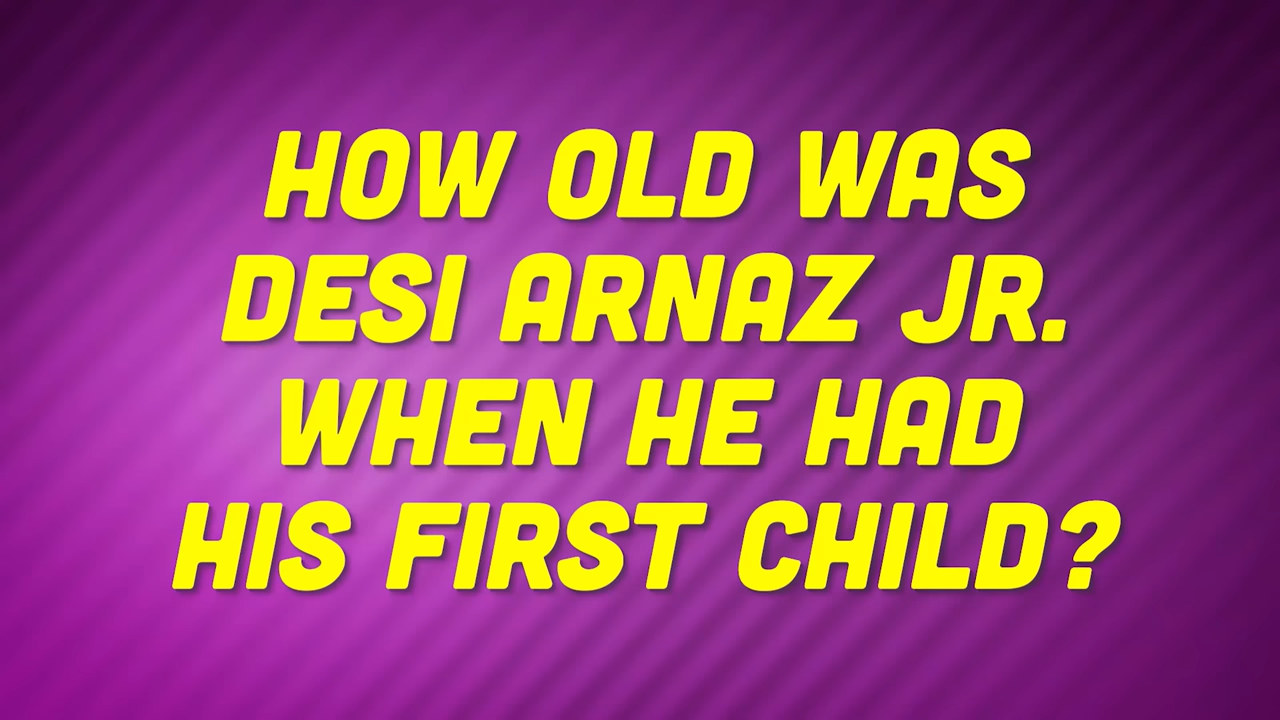 HOW OLD WAS
DESI ARNAZ JR.
WHEN HE HAD
HIS FIRST CHILD?